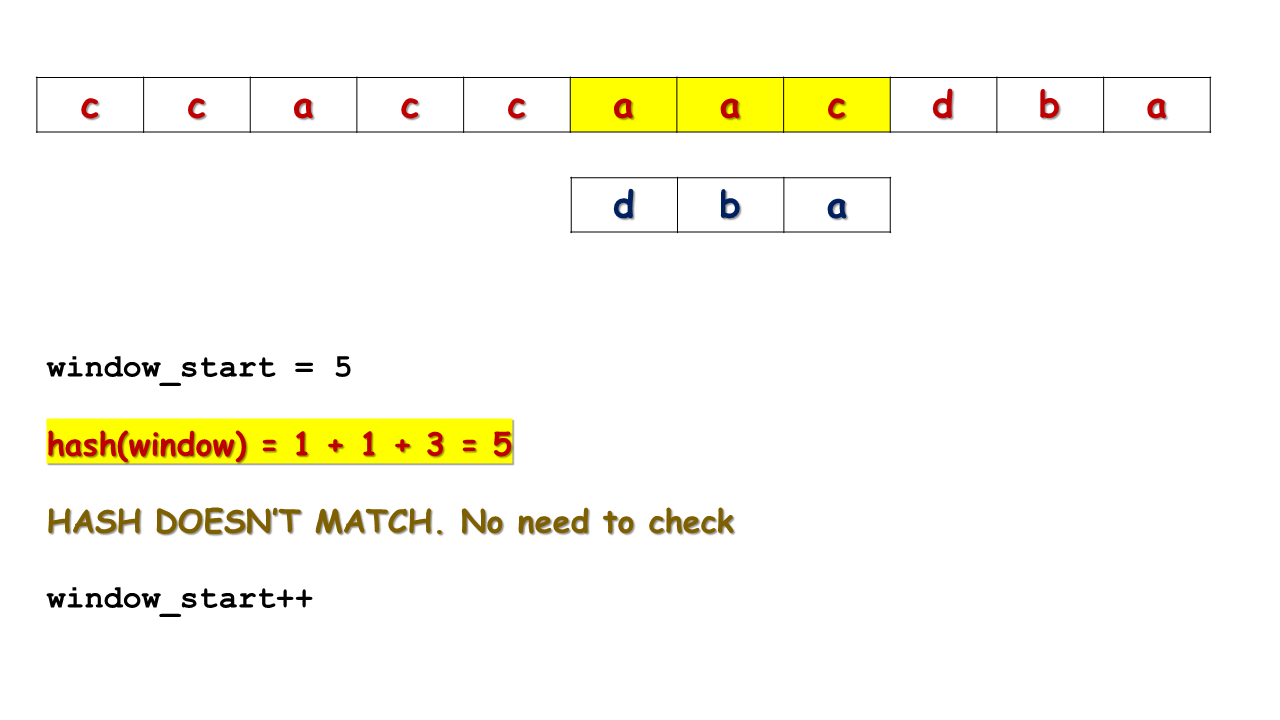 c c a c c a a c d b a
d b a
window_start = 5
hash(window) = 1 + 1 + 3 = 5
HASH DOESN'T MATCH. No need to check
window_start++